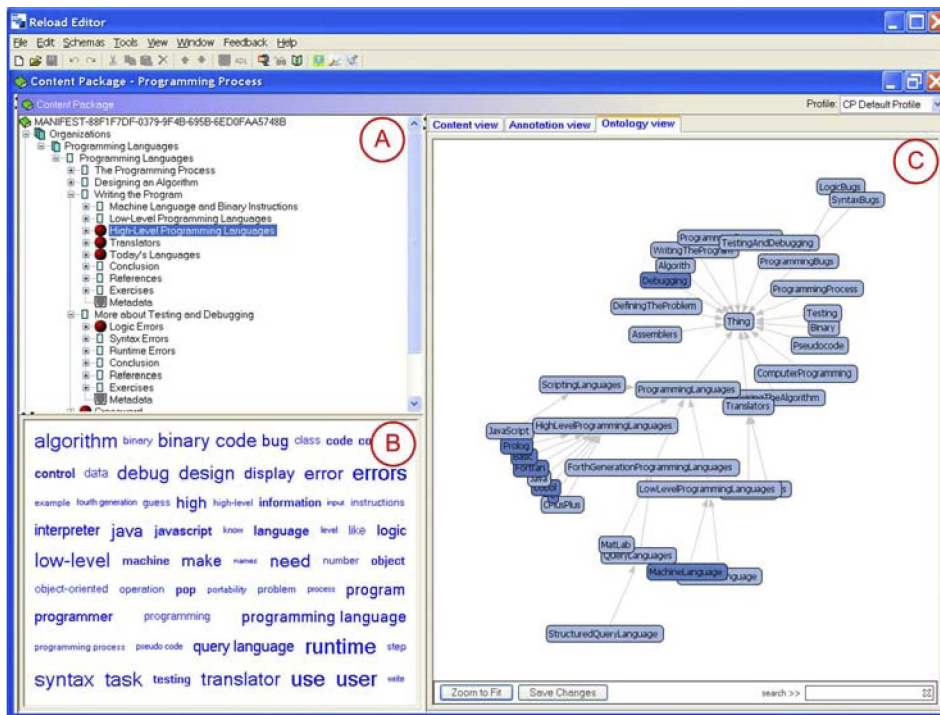 Reload Editor
File Edit Schemas Tools View Window Feedback Help
Content Package - Programming Process
Content Package
Profile: CP Default Profile
MANIFEST-88F1F7DF-0379-9F4B-695B-6ED0FAA5748B
Organizations
Programming Languages
Programming Languages
The Programming Process
Designing an Algorithm
Writing the Program
Machine Language and Binary Instructions
Low-Level Programming Languages
High-Level Programming Languages
Translators
Today's Languages
Conclusion
References
Exercises
Metadata
More about Testing and Debugging
Logic Errors
Syntax Errors
Runtime Errors
Conclusion
References
Exercises
Metadata
A
algorithm binary binary code bug class code
control data debug design display error errors
example fourth generation guess high high-level information input instructions
interpreter java javascript know language level like logic
low-level machine make names need number object
object-oriented operation pop portability problem process program
programmer programming programming language
programming process pseudo code query language runtime step
syntax task testing translator use user write
B
Content view Annotation view Ontology view
C
LogicBugs
SyntaxBugs
TestingAndDebugging
WritingTheProgram
ProgrammingBugs
Algorith
Debugging
ProgrammingProcess
DefiningTheProblem
Testing
Thing
Binary
Assemblers
Pseudocode
ComputerProgramming
ScriptingLanguages
ProgrammingLanguages
TheAlgorithm
Translators
JavaScript
HighLevelProgrammingLanguages
Prolog
Basic
Fortran
ForthGenerationProgrammingLanguages
Java
CPlusPlus
LowLevelProgrammingLanguages
MatLab
QueryLanguages
MachineLanguage
StructuredQueryLanguage
Zoom to Fit Save Changes search >>